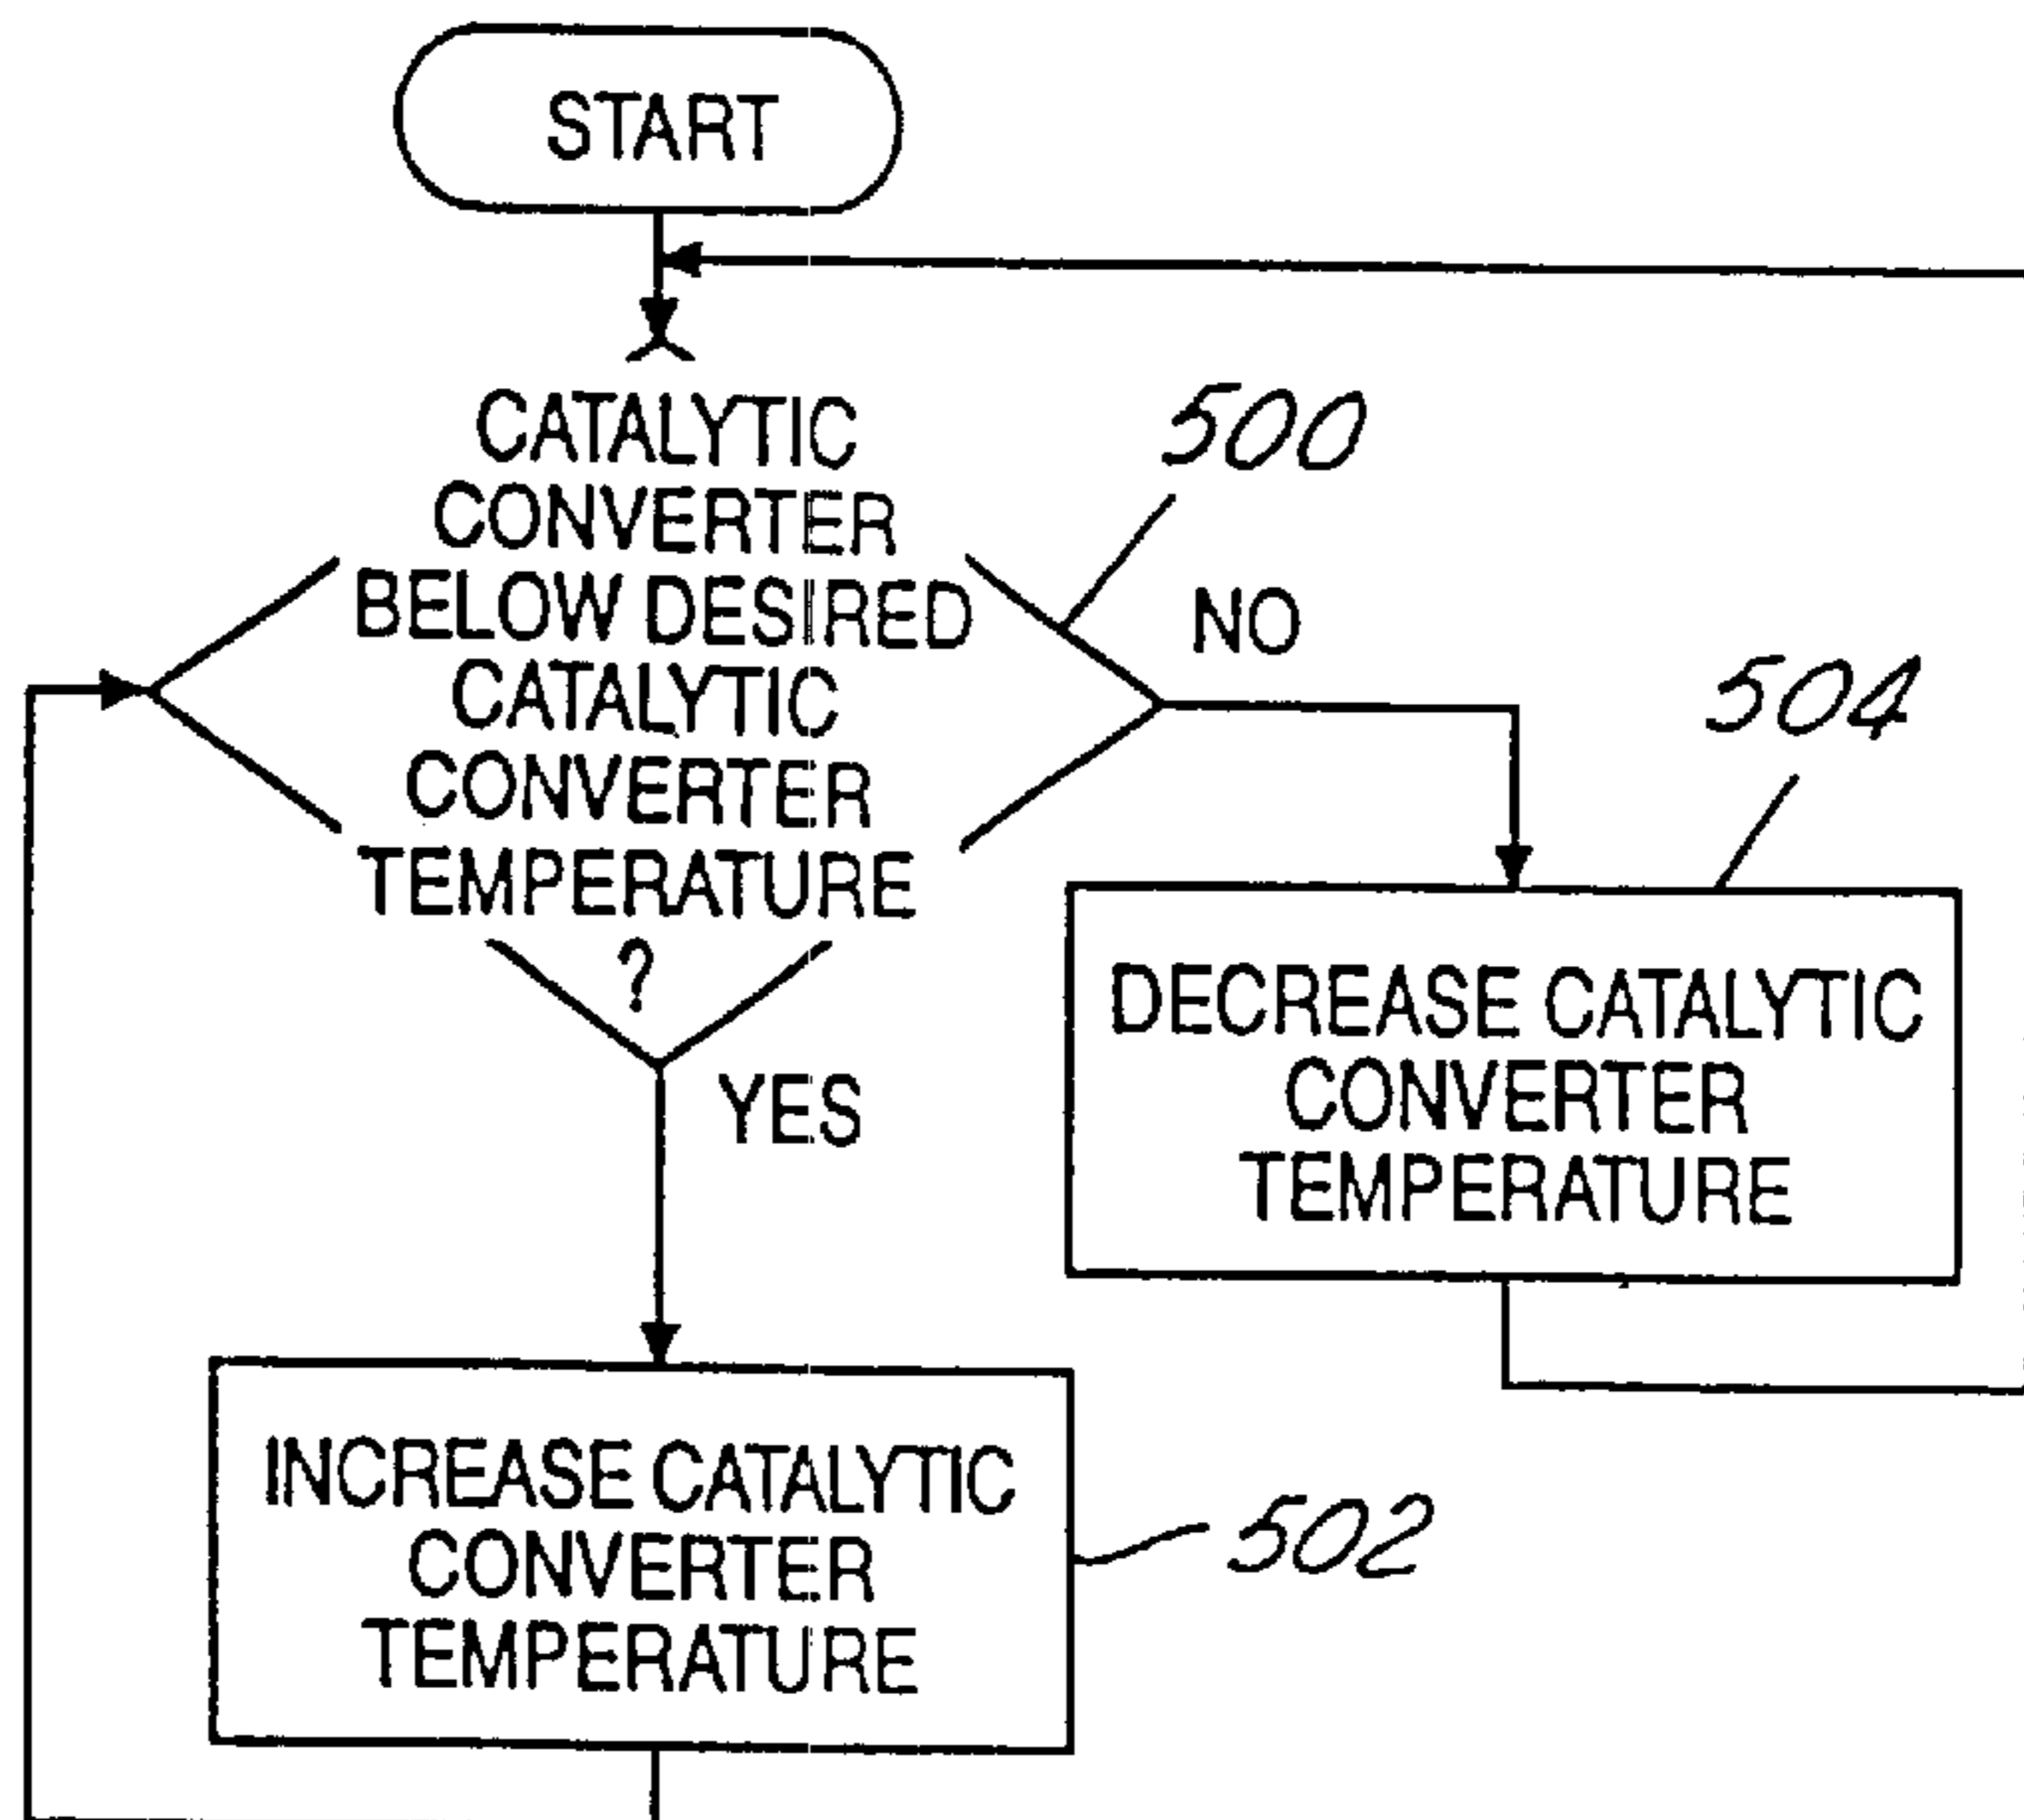 START
CATALYTIC
CONVERTER
BELOW DESIRED
CATALYTIC
CONVERTER
TEMPERATURE
?
500
NO
504
YES
DECREASE CATALYTIC
CONVERTER
TEMPERATURE
INCREASE CATALYTIC
CONVERTER
TEMPERATURE
502